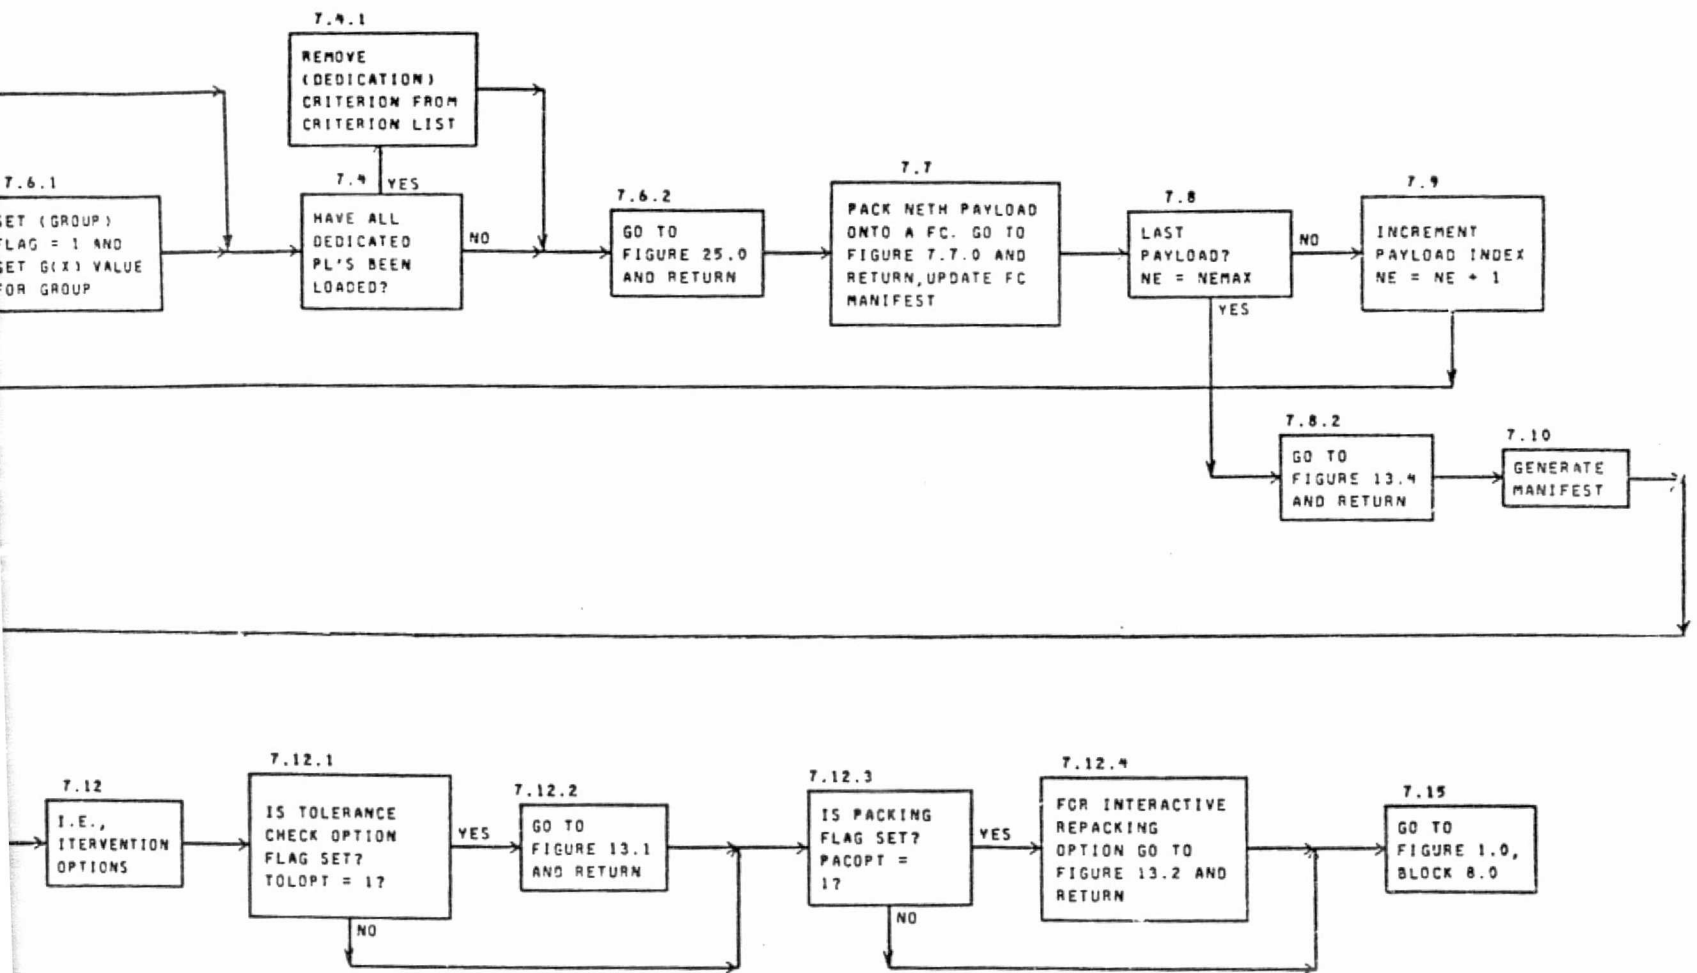 7.4.1
REMOVE
(DEDICATION)
CRITERION FROM
CRITERION LIST
7.6.1
SET (GROUP)
FLAG = 1 AND
SET G(X) VALUE
FOR GROUP
7.4
YES
HAVE ALL
DEDICATED
PL'S BEEN
LOADED?
NO
7.6.2
GO TO
FIGURE 25.0
AND RETURN
7.7
PACK NETH PAYLOAD
ONTO A FC. GO TO
FIGURE 7.7.0 AND
RETURN,UPDATE FC
MANIFEST
7.8
LAST
PAYLOAD?
NE = NEMAX
NO
YES
7.9
INCREMENT
PAYLOAD INDEX
NE = NE + 1
7.8.2
GO TO
FIGURE 13.4
AND RETURN
7.10
GENERATE
MANIFEST
7.12
I.E.,
ITERVENTION
OPTIONS
7.12.1
IS TOLERANCE
CHECK OPTION
FLAG SET?
TOLOPT = 1?
YES
NO
7.12.2
GO TO
FIGURE 13.1
AND RETURN
7.12.3
IS PACKING
FLAG SET?
PACOPT =
1?
YES
NO
7.12.4
FOR INTERACTIVE
REPACKING
OPTION GO TO
FIGURE 13.2 AND
RETURN
7.15
GO TO
FIGURE 1.0,
BLOCK 8.0